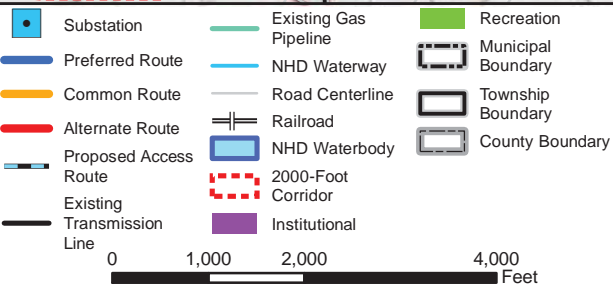 Substation
Preferred Route
Common Route
Alternate Route
Proposed Access
Route
Existing
Transmission
Line
Existing Gas
Pipeline
NHD Waterway
Road Centerline
Railroad
NHD Waterbody
2000-Foot
Corridor
Institutional
Recreation
Municipal
Boundary
Township
Boundary
County Boundary
0 1,000 2,000 4,000
Feet